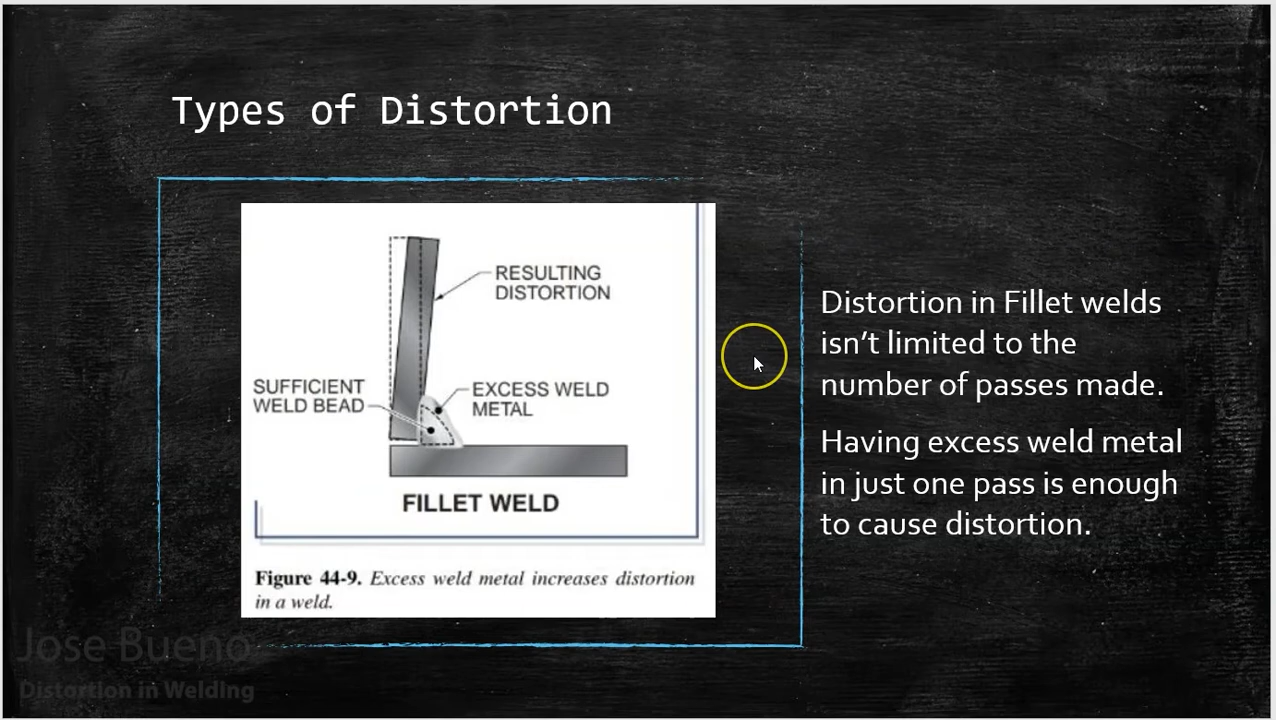 Types of Distortion
RESULTING
DISTORTION
SUFFICIENT
WELD BEAD
EXCESS WELD
METAL
FILLET WELD
Figure 44-9. Excess weld metal increases distortion
in a weld.
Distortion in Fillet welds
isn't limited to the
number of passes made.
Having excess weld metal
in just one pass is enough
to cause distortion.
Jose Bueno
Distortion in Welding